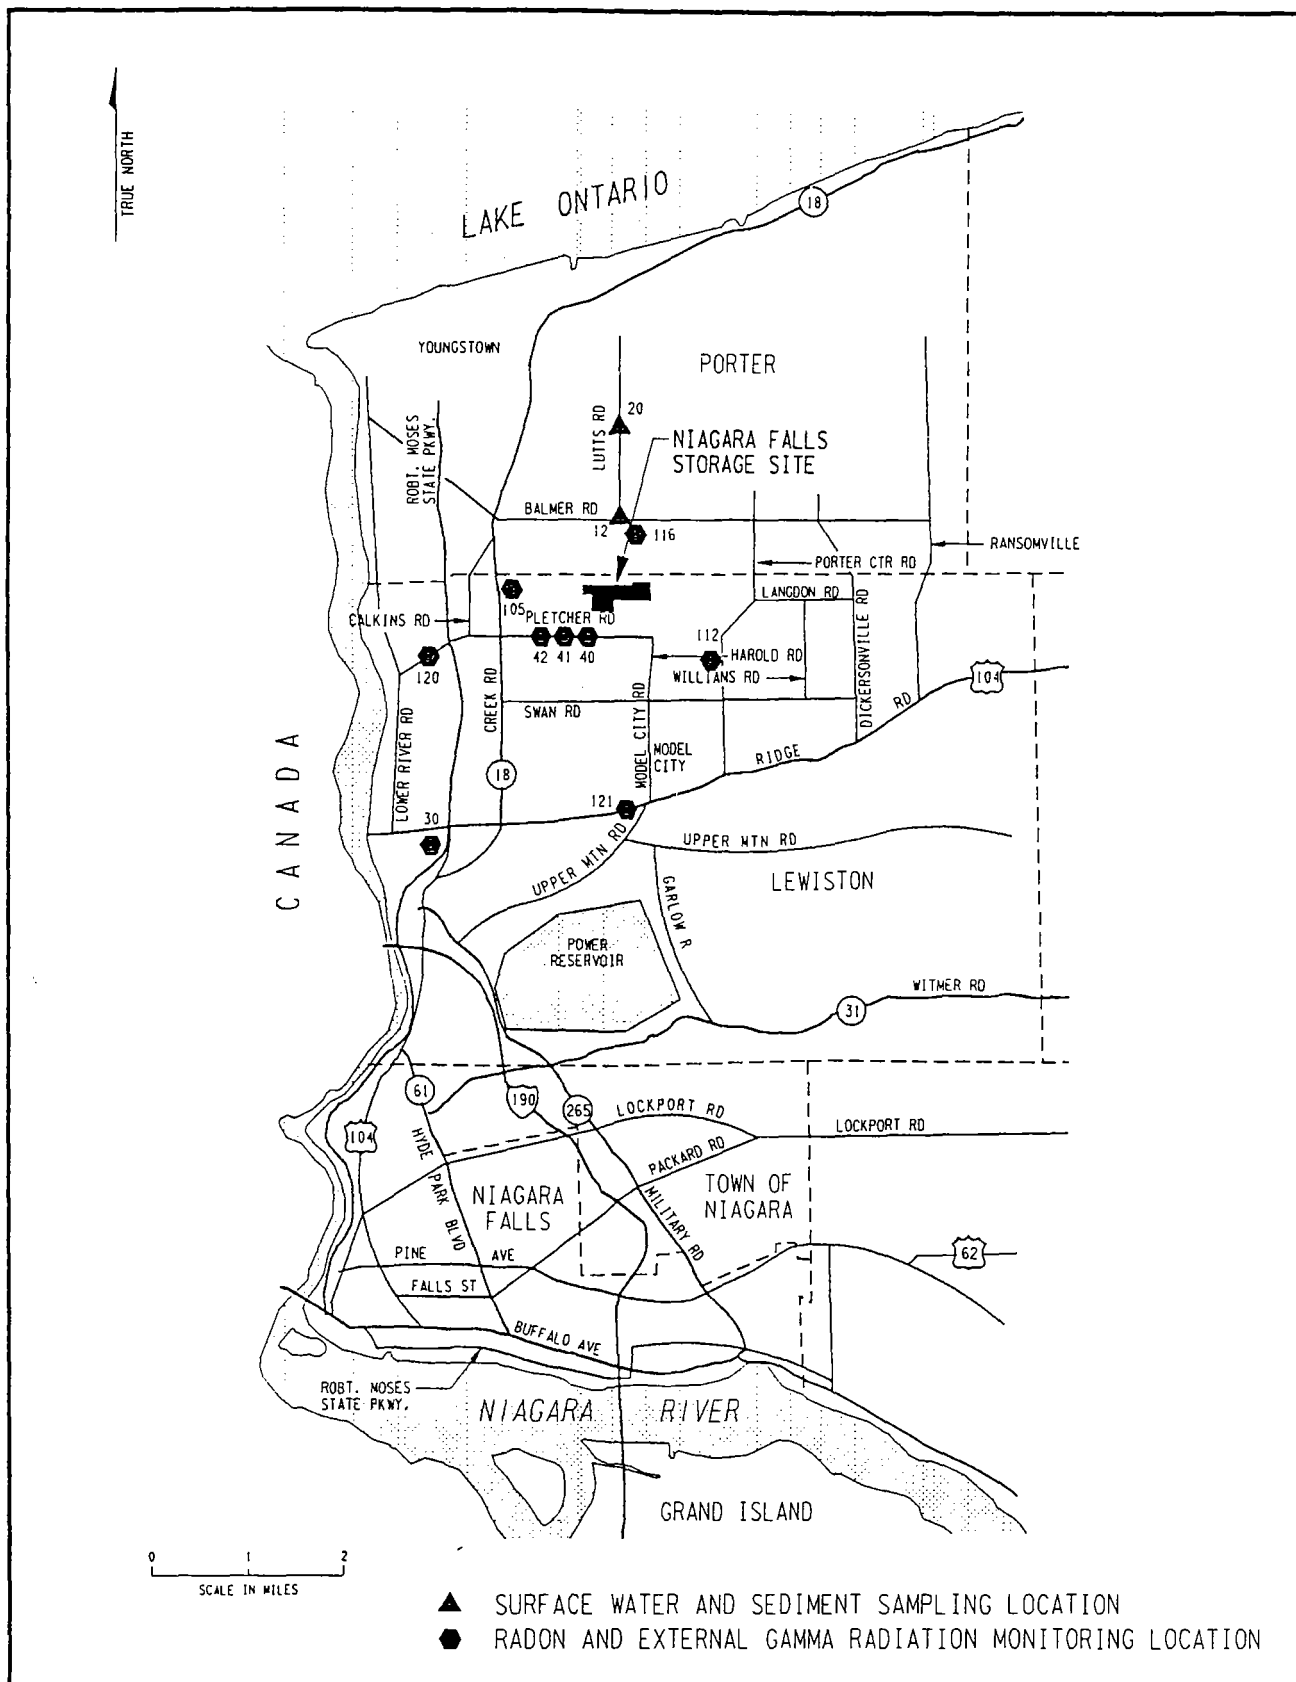 TRUE NORTH
LAKE ONTARIO
18
YOUNGSTOWN
PORTER
ROBT. MOSES
STATE PKWY.
LUTTS RD
20
NIAGARA FALLS
STORAGE SITE
BALMER RD
12
116
RANSOMVILLE
PORTER CTR RD
LANGDON RD
105
CALKINS RD
PLETCHER RD
112
42
41
40
HAROLD RD
WILLIANS RD
120
DICKERSONVILLE RD
104
LOWER RIVER RD
CREEK RD
SWAN RD
MODEL CITY RD
MODEL
CITY
RIDGE RD
CANADA
18
121
30
UPPER MTN RD
UPPER MTN RD
GARLOW R
LEWISTON
POWER
RESERVOIR
WITMER RD
31
61
190
265
LOCKPORT RD
LOCKPORT RD
104
HYDE PARK BLVD
PACKARD RD
NIAGARA
FALLS
MILITARY RD
TOWN OF
NIAGARA
PINE AVE
62
FALLS ST
BUFFALO AVE
ROBT. MOSES
STATE PKWY.
NIAGARA RIVER
GRAND ISLAND
0 1 2
SCALE IN MILES
SURFACE WATER AND SEDIMENT SAMPLING LOCATION
RADON AND EXTERNAL GAMMA RADIATION MONITORING LOCATION